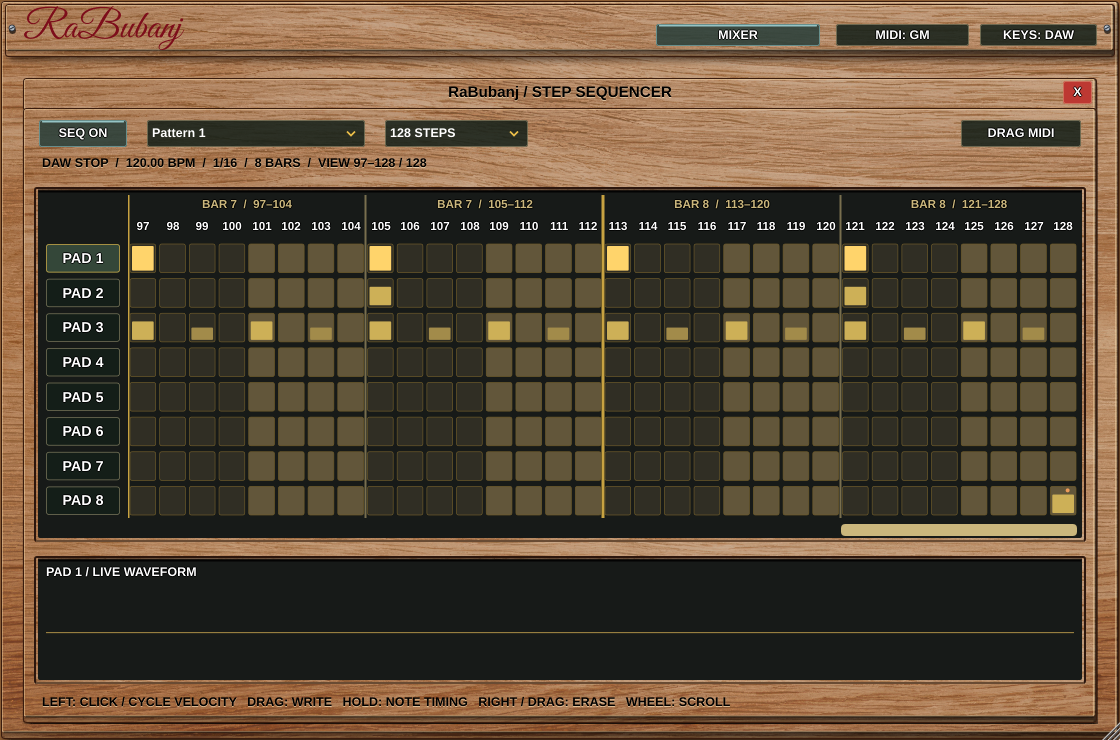 RaBubanj
MIXER MIDI: GM KEYS: DAW
RaBubanj / STEP SEQUENCER X
SEQ ON Pattern 1 128 STEPS DRAG MIDI
DAW STOP / 120.00 BPM / 1/16 / 8 BARS / VIEW 97–128 / 128
BAR 7 / 97–104 BAR 7 / 105–112 BAR 8 / 113–120 BAR 8 / 121–128
97 98 99 100 101 102 103 104 105 106 107 108 109 110 111 112 113 114 115 116 117 118 119 120 121 122 123 124 125 126 127 128
PAD 1
PAD 2
PAD 3
PAD 4
PAD 5
PAD 6
PAD 7
PAD 8
PAD 1 / LIVE WAVEFORM
LEFT: CLICK / CYCLE VELOCITY DRAG: WRITE HOLD: NOTE TIMING RIGHT / DRAG: ERASE WHEEL: SCROLL